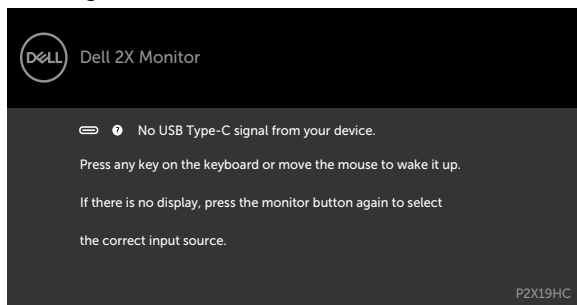 DELL Dell 2X Monitor
? No USB Type-C signal from your device.
Press any key on the keyboard or move the mouse to wake it up.
If there is no display, press the monitor button again to select
the correct input source.
P2X19HC